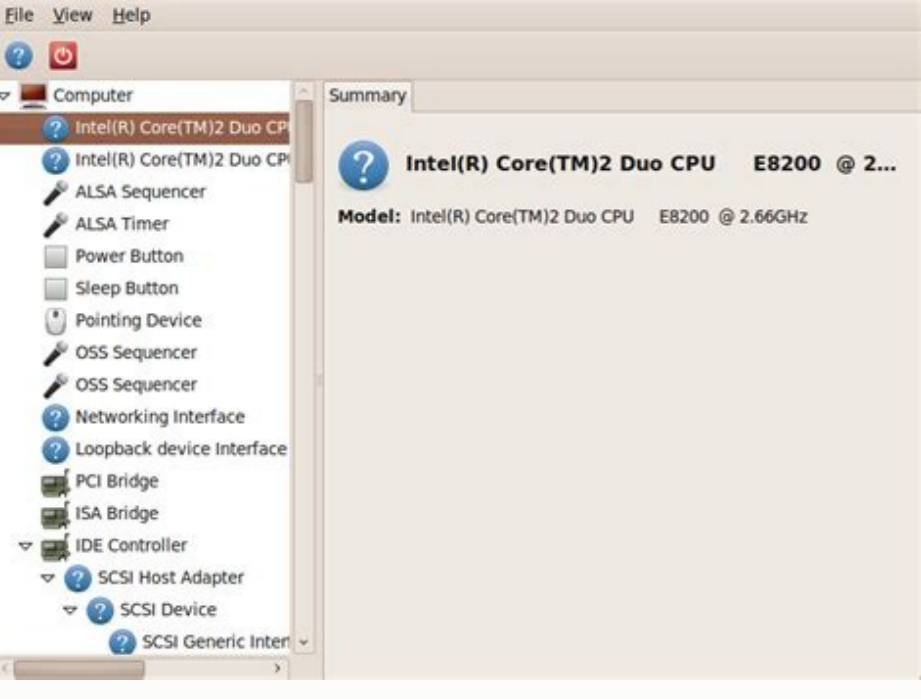 File View Help
Computer
Intel(R) Core(TM)2 Duo CP
Intel(R) Core(TM)2 Duo CP
ALSA Sequencer
ALSA Timer
Power Button
Sleep Button
Pointing Device
OSS Sequencer
OSS Sequencer
Networking Interface
Loopback device Interface
PCI Bridge
ISA Bridge
IDE Controller
SCSI Host Adapter
SCSI Device
SCSI Generic Inter
Summary
Intel(R) Core(TM)2 Duo CPU E8200 @ 2...
Model: Intel(R) Core(TM)2 Duo CPU E8200 @ 2.66GHz